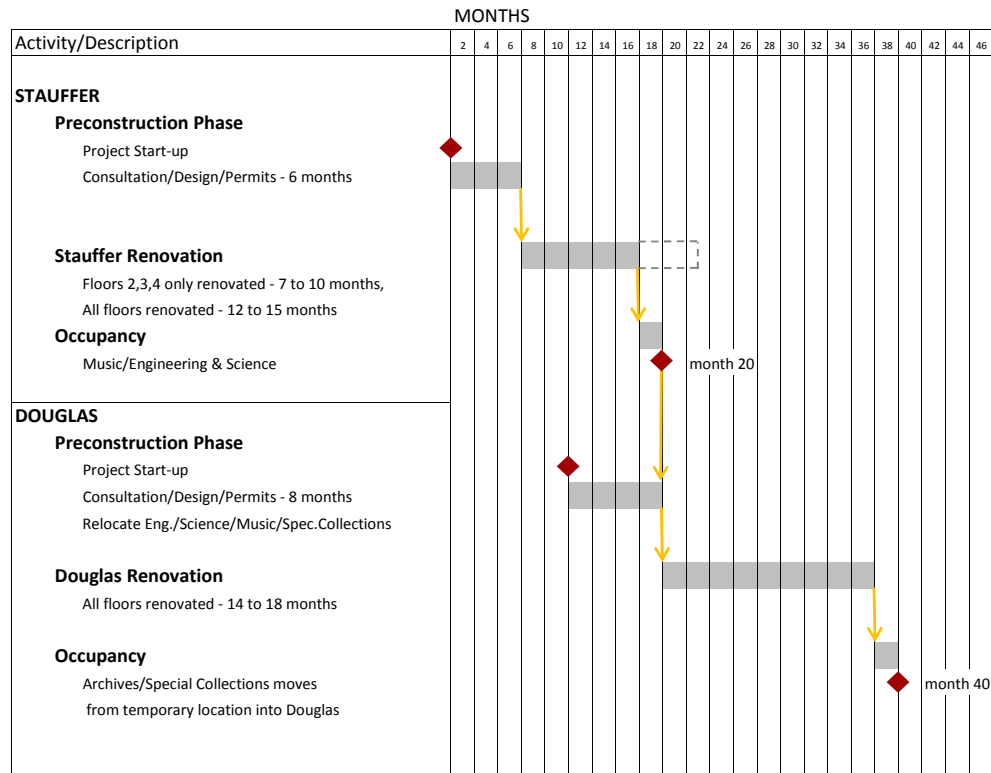 MONTHS
Activity/Description 2 4 6 8 10 12 14 16 18 20 22 24 26 28 30 32 34 36 38 40 42 44 46
STAUFFER
Preconstruction Phase
Project Start-up
Consultation/Design/Permits - 6 months
Stauffer Renovation
Floors 2,3,4 only renovated - 7 to 10 months,
All floors renovated - 12 to 15 months
Occupancy
Music/Engineering & Science month 20
DOUGLAS
Preconstruction Phase
Project Start-up
Consultation/Design/Permits - 8 months
Relocate Eng./Science/Music/Spec.Collections
Douglas Renovation
All floors renovated - 14 to 18 months
Occupancy
Archives/Special Collections moves month 40
from temporary location into Douglas